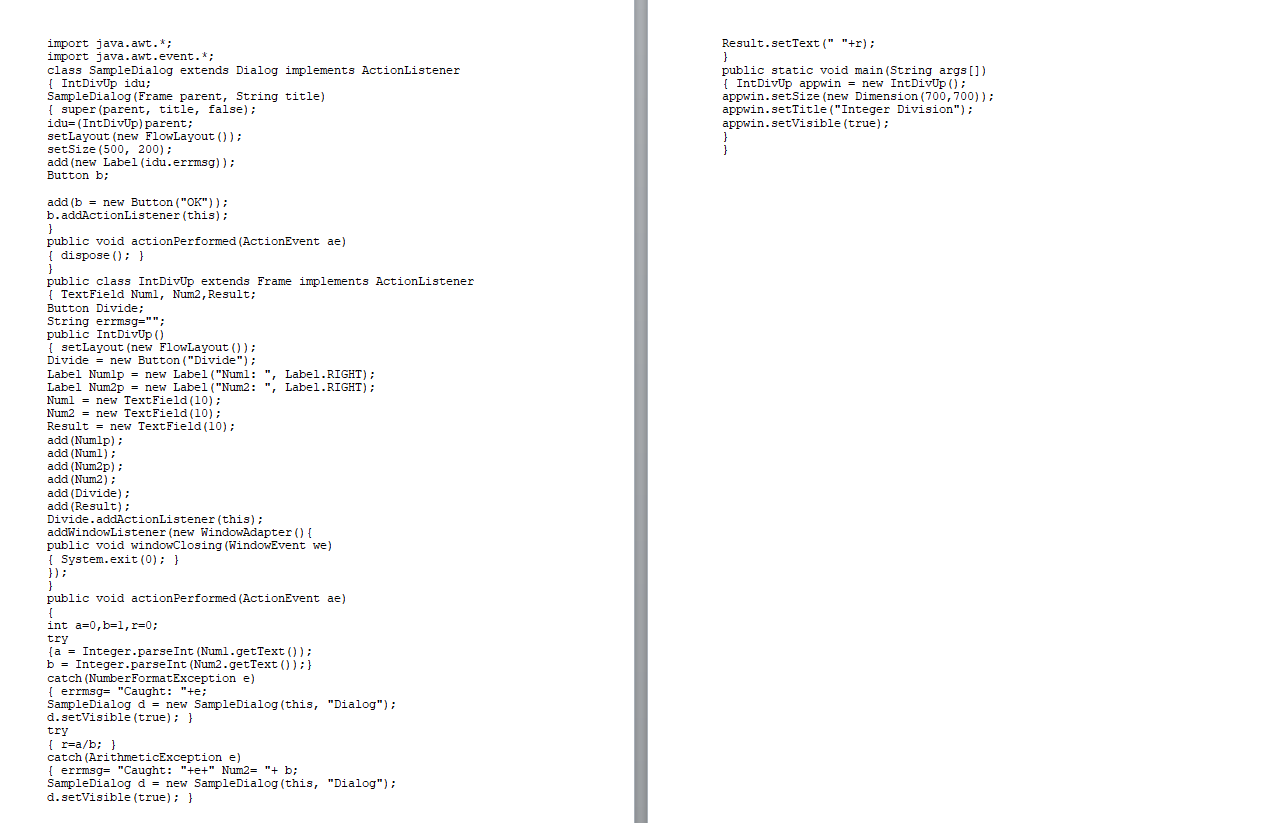 import java.awt.*;
import java.awt.event.*;
class SampleDialog extends Dialog implements ActionListener
{ IntDivUp idu;
SampleDialog(Frame parent, String title)
{ super(parent, title, false);
idu=(IntDivUp)parent;
setLayout(new FlowLayout());
setSize(500, 200);
add(new Label(idu.errmsg));
Button b;
add(b = new Button("OK"));
b.addActionListener(this);
}
public void actionPerformed(ActionEvent ae)
{ dispose(); }
}
public class IntDivUp extends Frame implements ActionListener
{ TextField Num1, Num2,Result;
Button Divide;
String errmsg="";
public IntDivUp()
{ setLayout(new FlowLayout());
Divide = new Button("Divide");
Label Num1p = new Label("Num1: ", Label.RIGHT);
Label Num2p = new Label("Num2: ", Label.RIGHT);
Num1 = new TextField(10);
Num2 = new TextField(10);
Result = new TextField(10);
add(Num1p);
add(Num1);
add(Num2p);
add(Num2);
add(Divide);
add(Result);
Divide.addActionListener(this);
addWindowListener(new WindowAdapter(){
public void windowClosing(WindowEvent we)
{ System.exit(0); }
});
}
public void actionPerformed(ActionEvent ae)
{
int a=0,b=1,r=0;
try
{a = Integer.parseInt(Num1.getText());
b = Integer.parseInt(Num2.getText());}
catch(NumberFormatException e)
{ errmsg= "Caught: "+e;
SampleDialog d = new SampleDialog(this, "Dialog");
d.setVisible(true); }
try
{ r=a/b; }
catch(ArithmeticException e)
{ errmsg= "Caught: "+e+" Num2= "+ b;
SampleDialog d = new SampleDialog(this, "Dialog");
d.setVisible(true); }
Result.setText(" "+r);
}
public static void main(String args[])
{ IntDivUp appwin = new IntDivUp();
appwin.setSize(new Dimension(700,700));
appwin.setTitle("Integer Division");
appwin.setVisible(true);
}
}